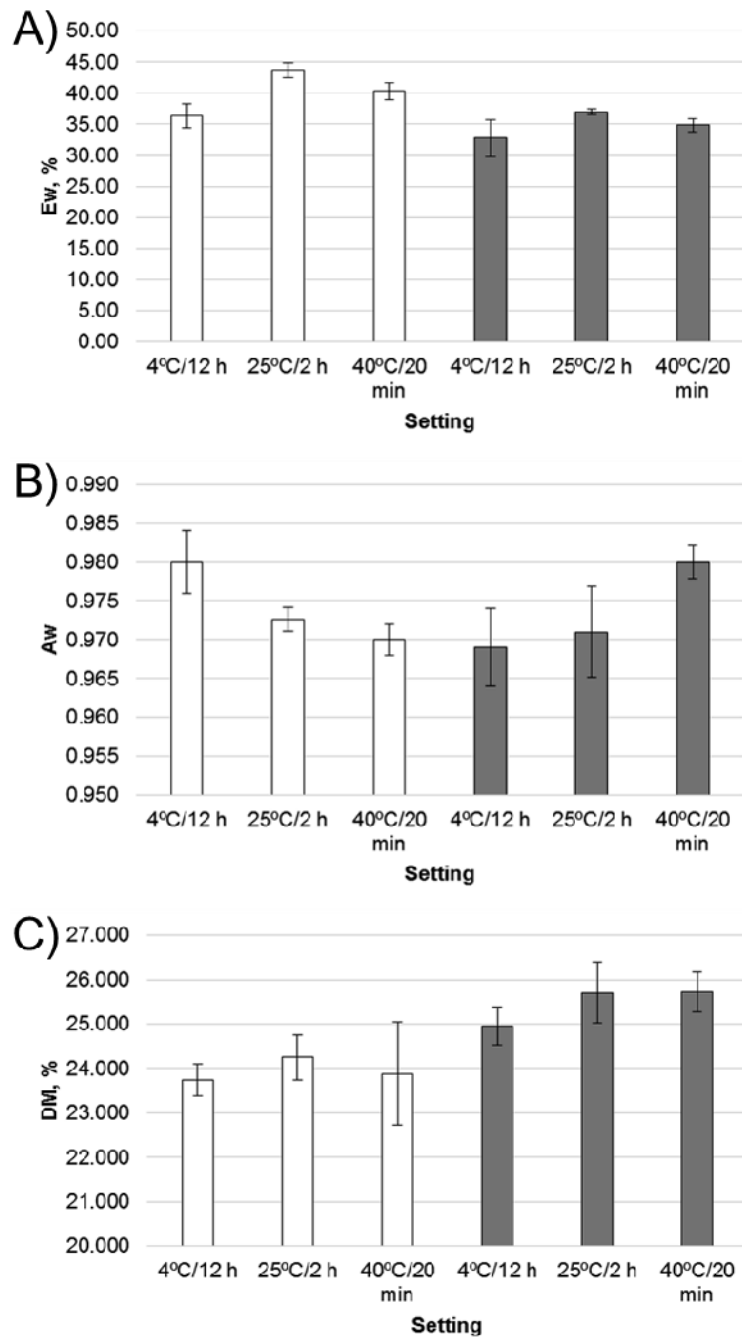 A)
50.00
45.00
40.00
35.00
30.00
25.00
20.00
15.00
10.00
5.00
0.00
Ew, %
4ºC/12 h 25ºC/2 h 40ºC/20 min 4ºC/12 h 25ºC/2 h 40ºC/20 min
Setting
B)
0.990
0.985
0.980
0.975
0.970
0.965
0.960
0.955
0.950
Aw
4ºC/12 h 25ºC/2 h 40ºC/20 min 4ºC/12 h 25ºC/2 h 40ºC/20 min
Setting
C)
27.000
26.000
25.000
24.000
23.000
22.000
21.000
20.000
DM, %
4ºC/12 h 25ºC/2 h 40ºC/20 min 4ºC/12 h 25ºC/2 h 40ºC/20 min
Setting